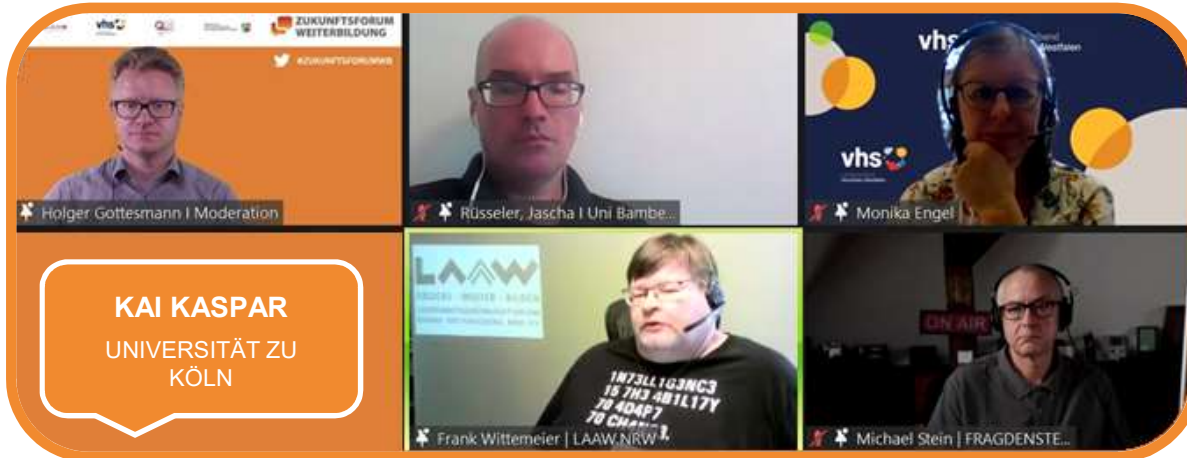 vhs
ZUKUNFTSFORUM
WEITERBILDUNG
#ZUKUNFTSFORUMWB
Holger Gottesmann I Moderation
Rüsseler, Jascha I Uni Bambe...
vhs
vhs
Monika Engel
KAI KASPAR
UNIVERSITÄT ZU
KÖLN
LAAW
1N73LL1G3NC3
15 7H3 4B1L17Y
70 4D4P7
70
Frank Wittemeier | LAAW.NRW
ON AIR
Michael Stein | FRAGDENSTE...